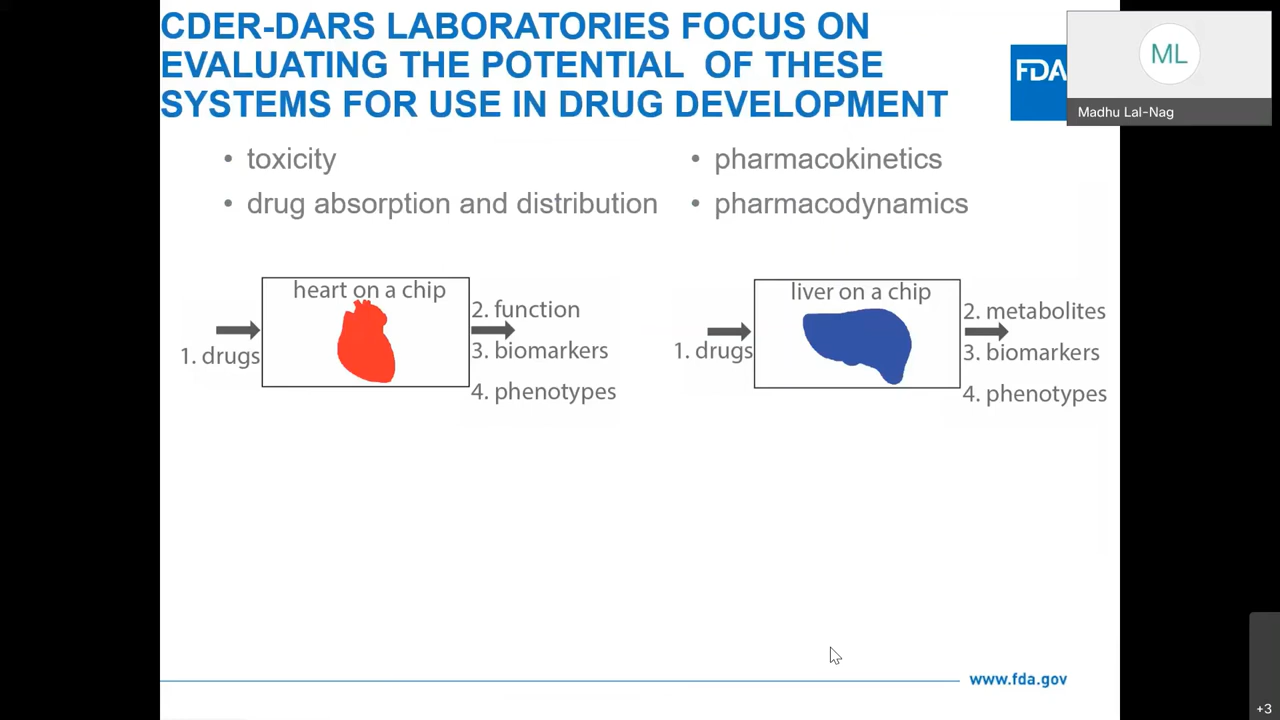 CDER-DARS LABORATORIES FOCUS ON
EVALUATING THE POTENTIAL OF THESE
SYSTEMS FOR USE IN DRUG DEVELOPMENT
FDA
ML
Madhu Lal-Nag
• toxicity
• drug absorption and distribution
• pharmacokinetics
• pharmacodynamics
heart on a chip
1. drugs
2. function
3. biomarkers
4. phenotypes
liver on a chip
1. drugs
2. metabolites
3. biomarkers
4. phenotypes
www.fda.gov
+3